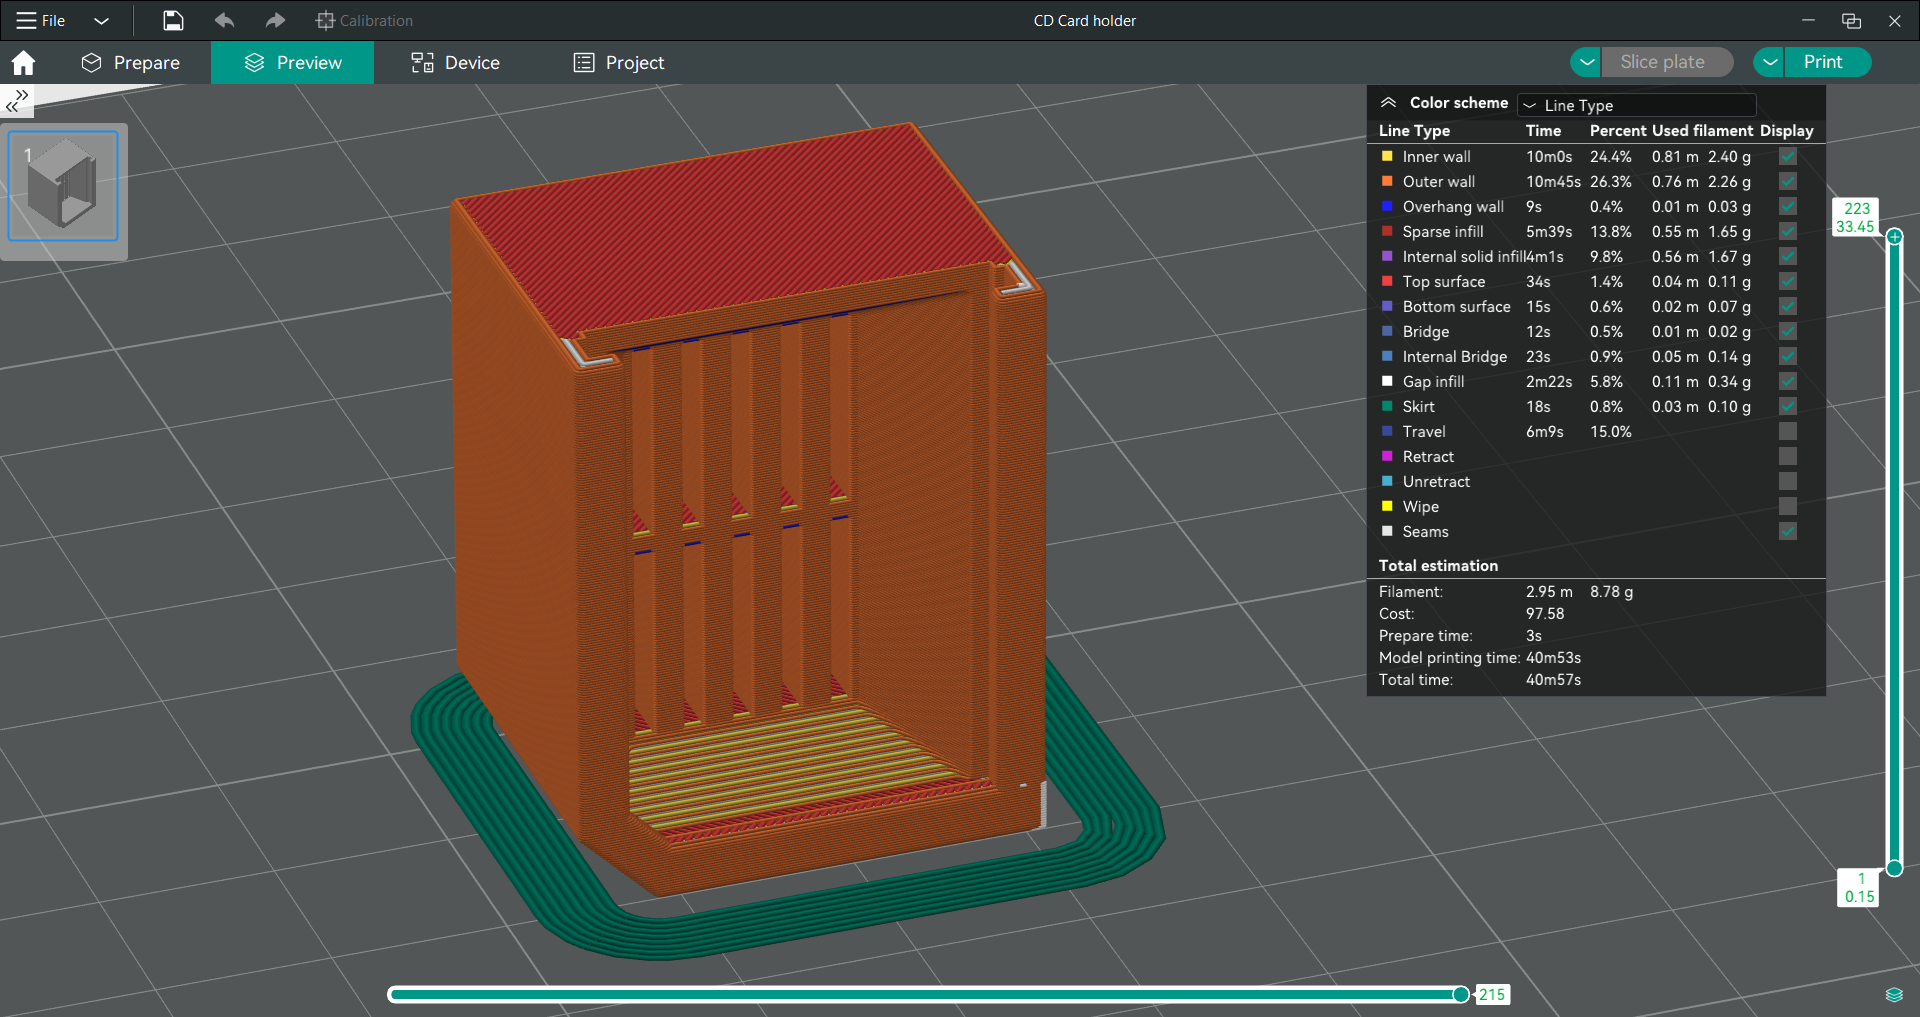 File
Calibration
CD Card holder
Prepare
Preview
Device
Project
Slice plate
Print
1
Color scheme Line Type
Line Type Time Percent Used filament Display
Inner wall 10m0s 24.4% 0.81 m 2.40 g
Outer wall 10m45s 26.3% 0.76 m 2.26 g
Overhang wall 9s 0.4% 0.01 m 0.03 g
Sparse infill 5m39s 13.8% 0.55 m 1.65 g
Internal solid infill4m1s 9.8% 0.56 m 1.67 g
Top surface 34s 1.4% 0.04 m 0.11 g
Bottom surface 15s 0.6% 0.02 m 0.07 g
Bridge 12s 0.5% 0.01 m 0.02 g
Internal Bridge 23s 0.9% 0.05 m 0.14 g
Gap infill 2m22s 5.8% 0.11 m 0.34 g
Skirt 18s 0.8% 0.03 m 0.10 g
Travel 6m9s 15.0%
Retract
Unretract
Wipe
Seams
Total estimation
Filament: 2.95 m 8.78 g
Cost: 97.58
Prepare time: 3s
Model printing time: 40m53s
Total time: 40m57s
223
33.45
1
0.15
215